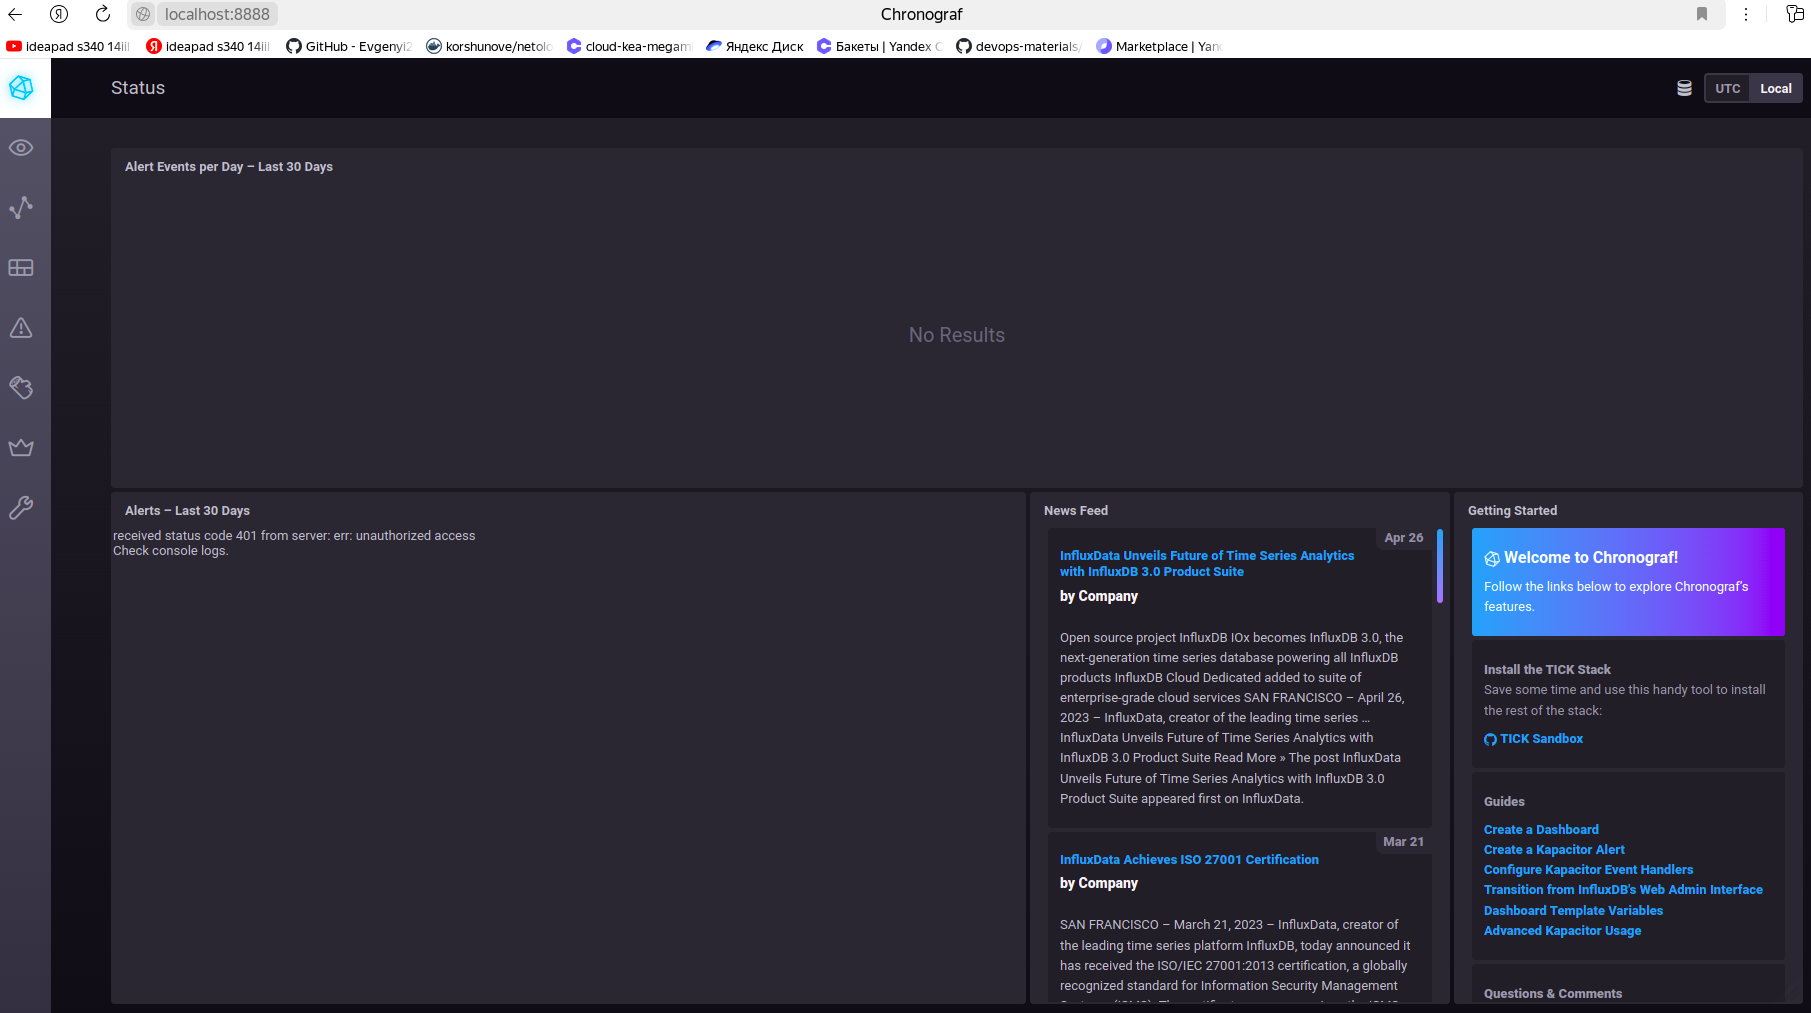 localhost:8888
Chronograf
ideapad s340 14iil
ideapad s340 14iil
GitHub - Evgenyi2
korshunove/netolo
cloud-kea-megami
Яндекс Диск
Бакеты | Yandex C
devops-materials/
Marketplace | Yan
Status
UTC
Local
Alert Events per Day – Last 30 Days
No Results
Alerts – Last 30 Days
received status code 401 from server: err: unauthorized access
Check console logs.
News Feed
Apr 26
InfluxData Unveils Future of Time Series Analytics
with InfluxDB 3.0 Product Suite
by Company
Open source project InfluxDB IOx becomes InfluxDB 3.0, the
next-generation time series database powering all InfluxDB
products InfluxDB Cloud Dedicated added to suite of
enterprise-grade cloud services SAN FRANCISCO – April 26,
2023 – InfluxData, creator of the leading time series …
InfluxData Unveils Future of Time Series Analytics with
InfluxDB 3.0 Product Suite Read More » The post InfluxData
Unveils Future of Time Series Analytics with InfluxDB 3.0
Product Suite appeared first on InfluxData.
Mar 21
InfluxData Achieves ISO 27001 Certification
by Company
SAN FRANCISCO – March 21, 2023 – InfluxData, creator of
the leading time series platform InfluxDB, today announced it
has received the ISO/IEC 27001:2013 certification, a globally
recognized standard for Information Security Management
Getting Started
Welcome to Chronograf!
Follow the links below to explore Chronograf's
features.
Install the TICK Stack
Save some time and use this handy tool to install
the rest of the stack:
TICK Sandbox
Guides
Create a Dashboard
Create a Kapacitor Alert
Configure Kapacitor Event Handlers
Transition from InfluxDB's Web Admin Interface
Dashboard Template Variables
Advanced Kapacitor Usage
Questions & Comments